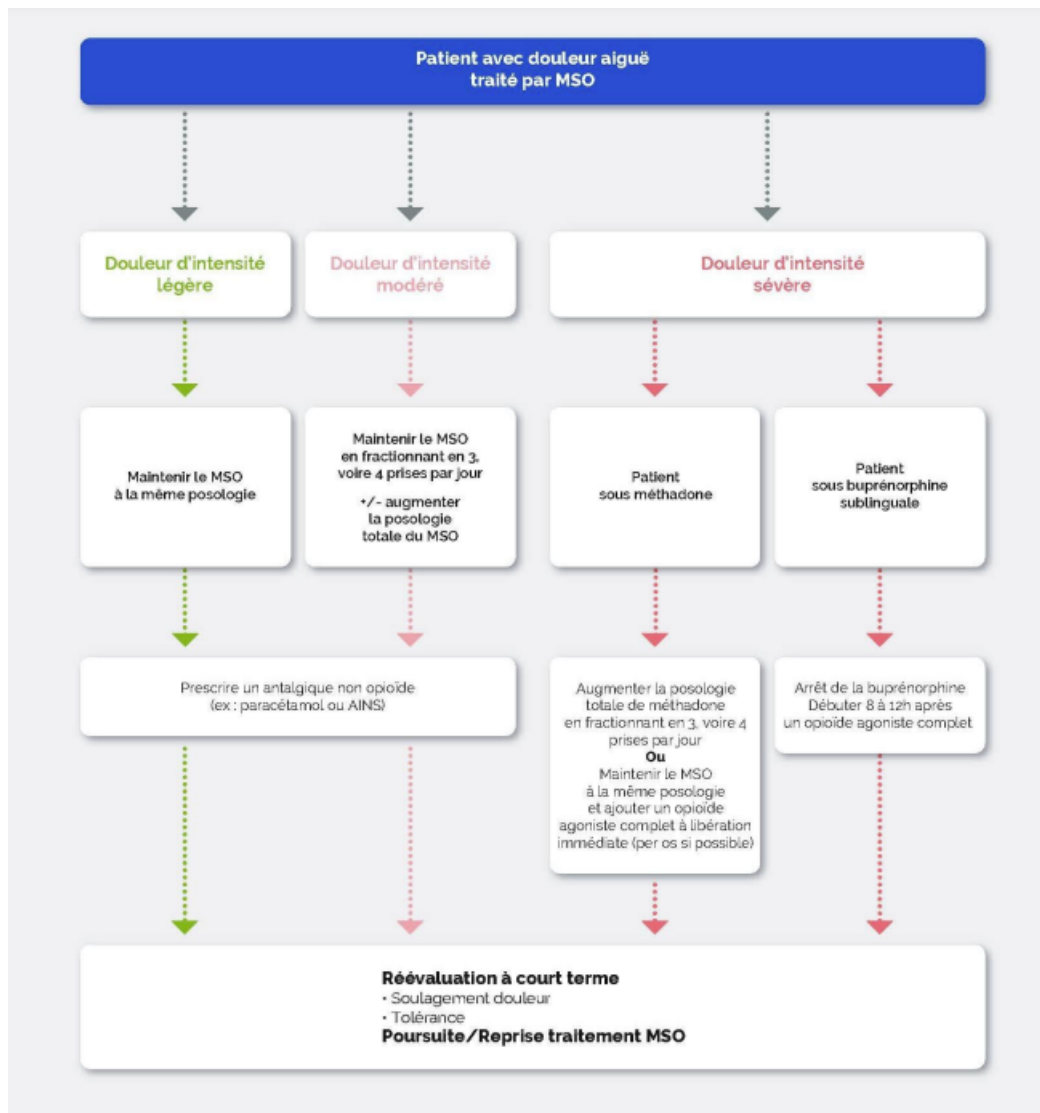 Patient avec douleur aiguë
traité par MSO
Douleur d'intensité
légère
Douleur d'intensité
modéré
Douleur d'intensité
sévère
Maintenir le MSO
à la même posologie
Maintenir le MSO
en fractionnant en 3,
voire 4 prises par jour
+/- augmenter
la posologie
totale du MSO
Patient
sous méthadone
Patient
sous buprénorphine
sublinguale
Prescrire un antalgique non opioïde
(ex : paracétamol ou AINS)
Augmenter la posologie
totale de méthadone
en fractionnant en 3, voire 4
prises par jour
Ou
Maintenir le MSO
à la même posologie
et ajouter un opioïde
agoniste complet à libération
immédiate (per os si possible)
Arrêt de la buprénorphine
Débuter 8 à 12h après
un opioïde agoniste complet
Réévaluation à court terme
• Soulagement douleur
• Tolérance
Poursuite/Reprise traitement MSO